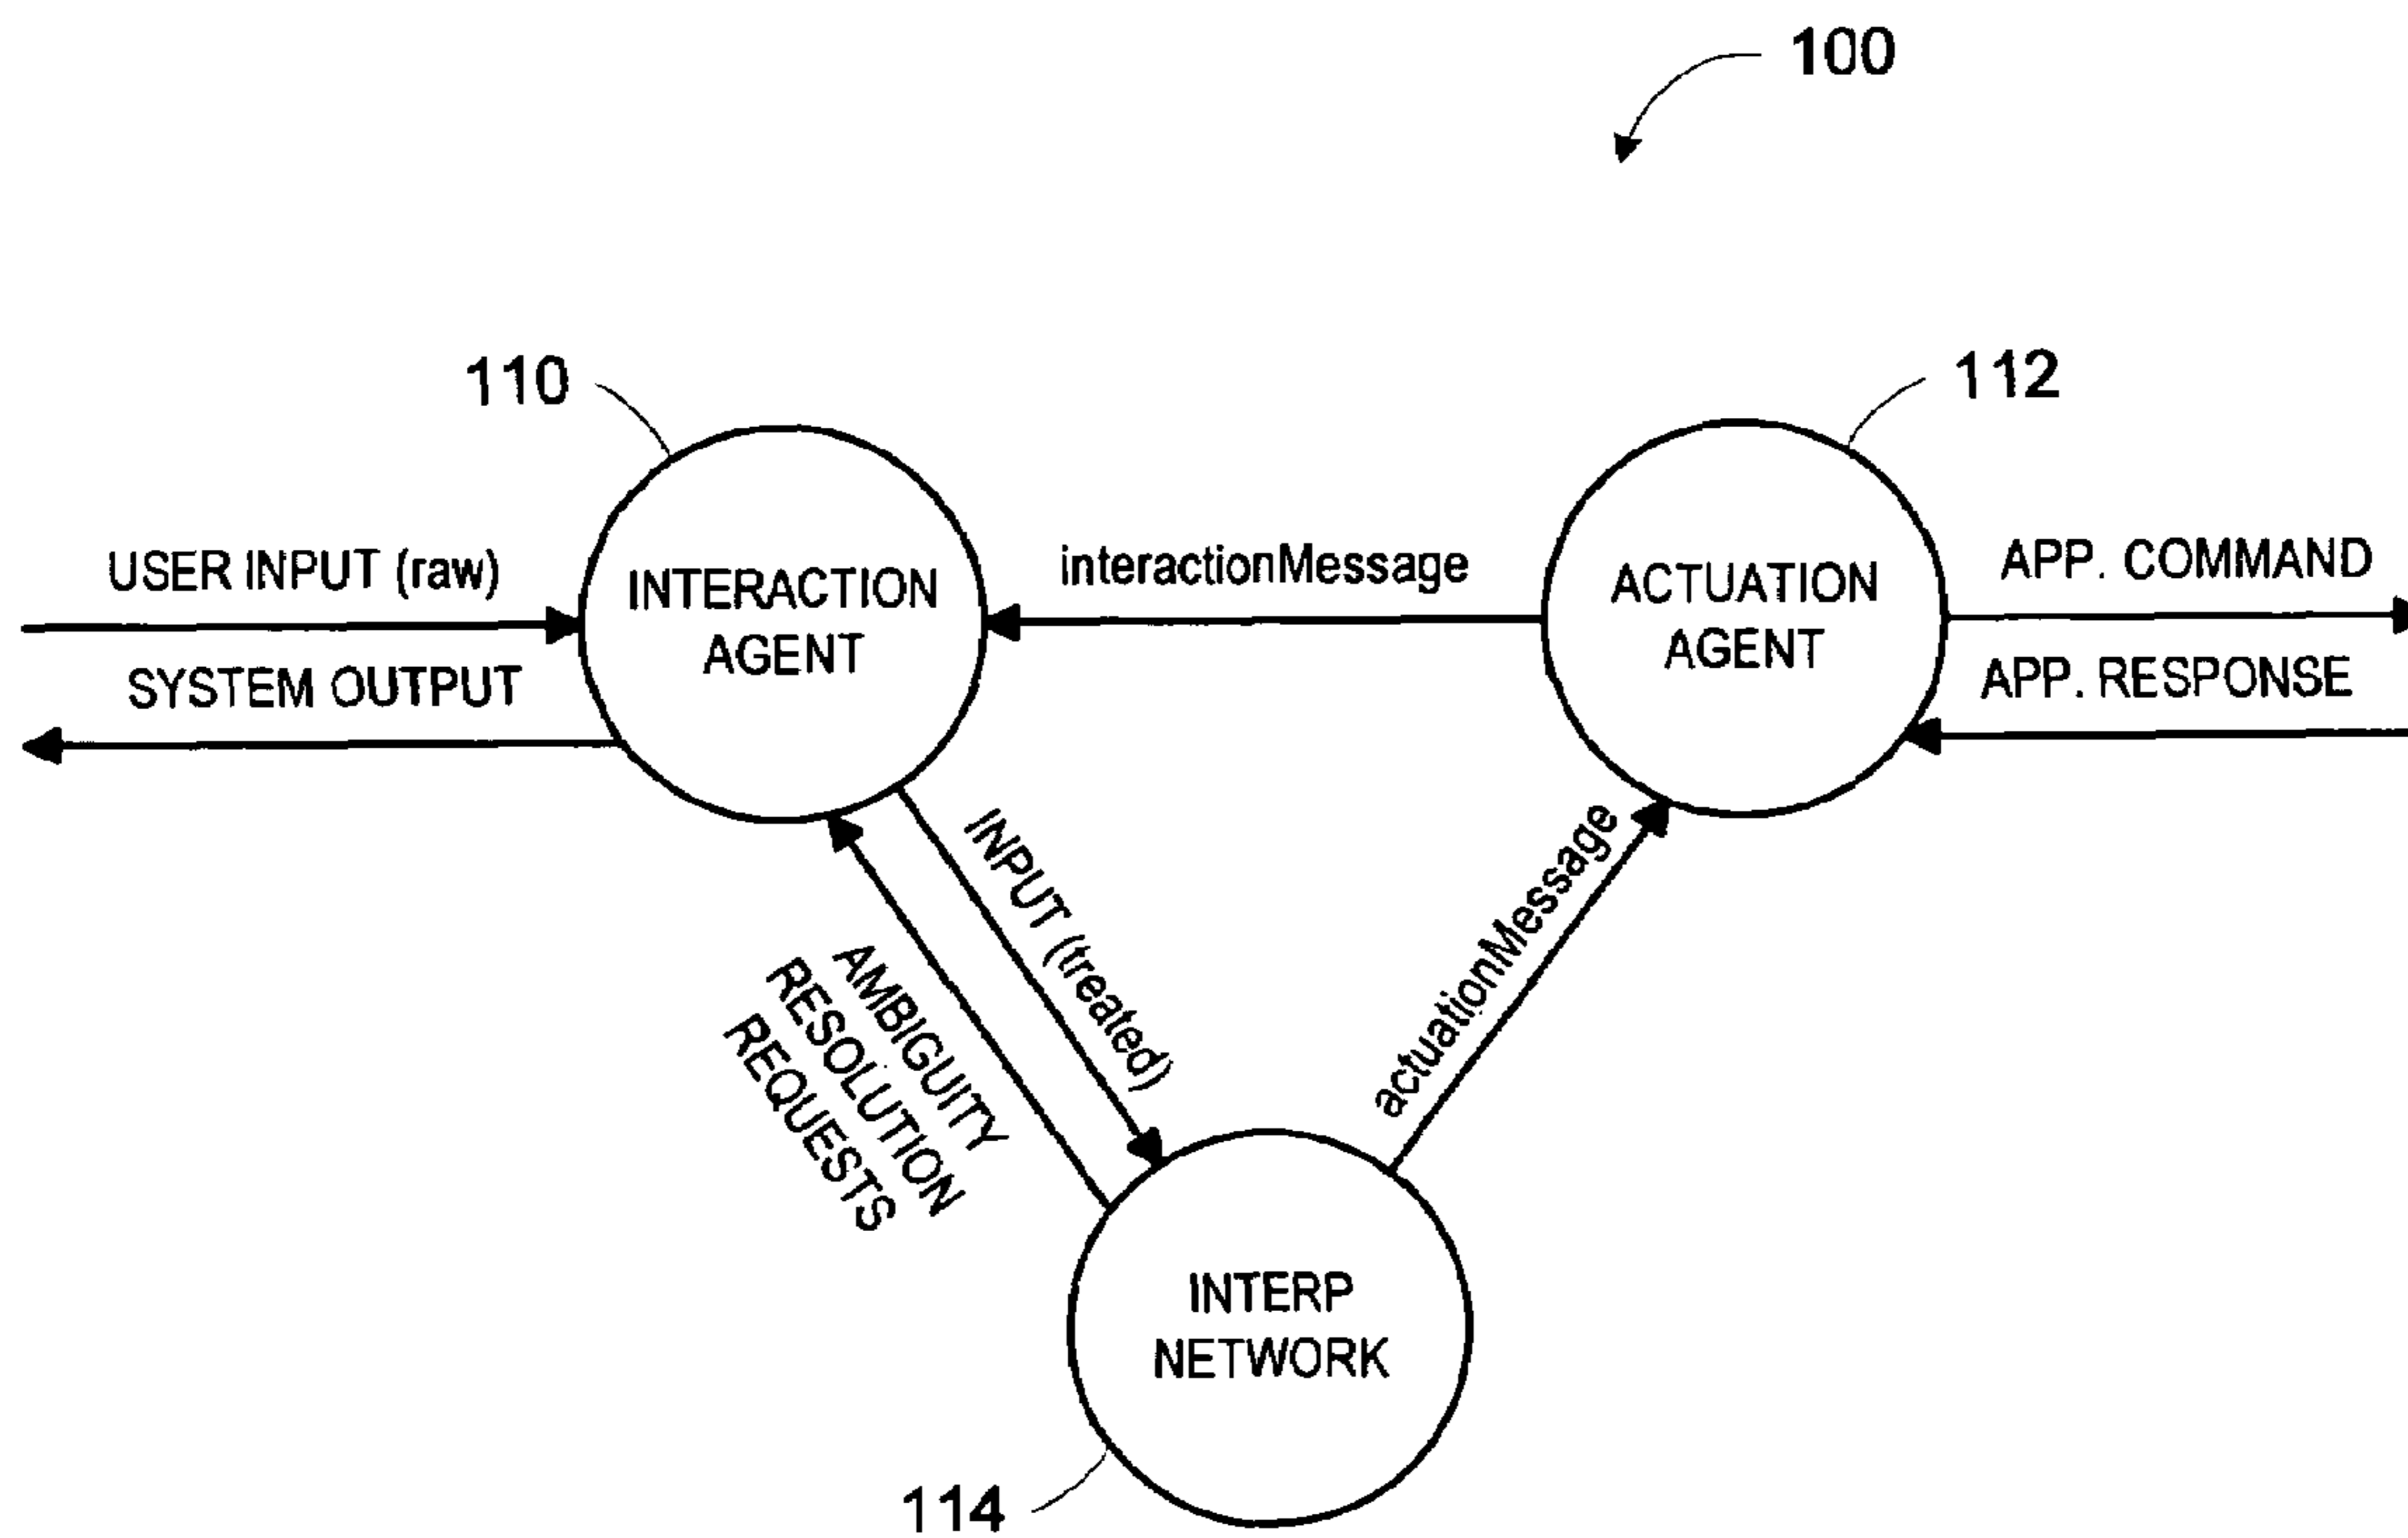 100
110
112
USER INPUT (raw)
SYSTEM OUTPUT
INTERACTION
AGENT
interactionMessage
ACTUATION
AGENT
APP. COMMAND
APP. RESPONSE
INPUT (treated)
AMBIGUITY
RESOLUTION
REQUESTS
actuationMessage
INTERP
NETWORK
114